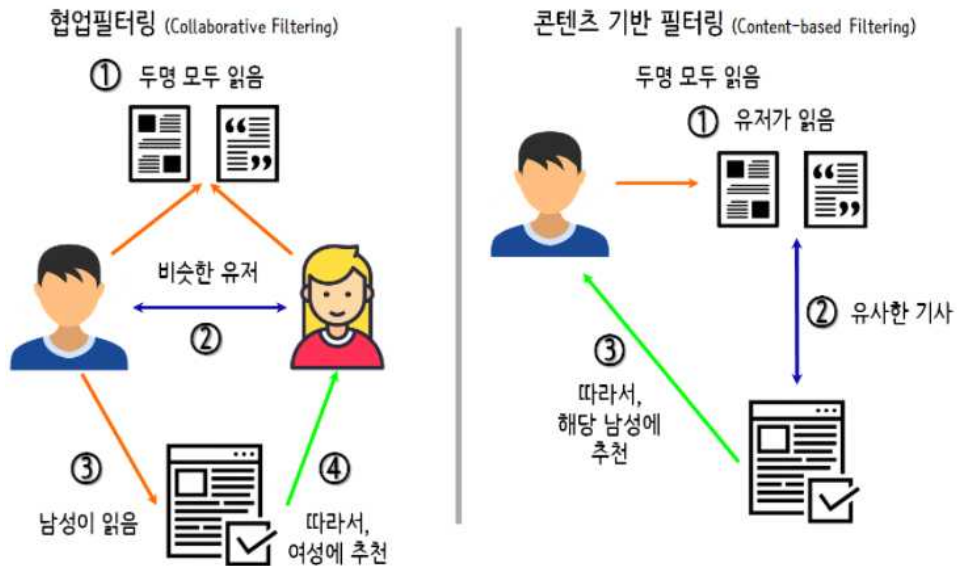 협업필터링 (Collaborative Filtering)
① 두명 모두 읽음
비슷한 유저
②
③
남성이 읽음
④
따라서,
여성에 추천
콘텐츠 기반 필터링 (Content-based Filtering)
두명 모두 읽음
① 유저가 읽음
② 유사한 기사
③
따라서,
해당 남성에
추천